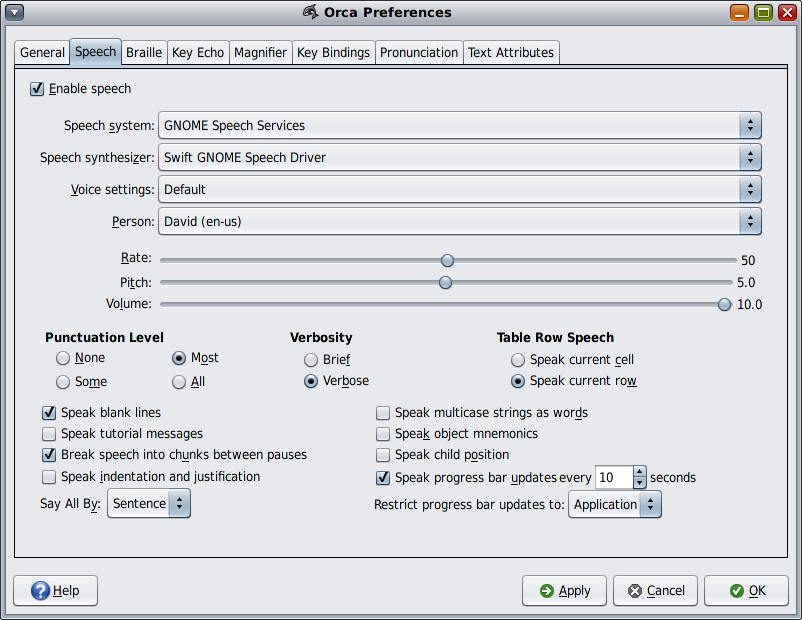 Orca Preferences
General Speech Braille Key Echo Magnifier Key Bindings Pronunciation Text Attributes
Enable speech
Speech system: GNOME Speech Services
Speech synthesizer: Swift GNOME Speech Driver
Voice settings: Default
Person: David (en-us)
Rate: 50
Pitch: 5.0
Volume: 10.0
Punctuation Level Verbosity Table Row Speech
None Most Brief Speak current cell
Some All Verbose Speak current row
Speak blank lines Speak multicase strings as words
Speak tutorial messages Speak object mnemonics
Break speech into chunks between pauses Speak child position
Speak indentation and justification Speak progress bar updates every 10 seconds
Say All By: Sentence Restrict progress bar updates to: Application
Help Apply Cancel OK